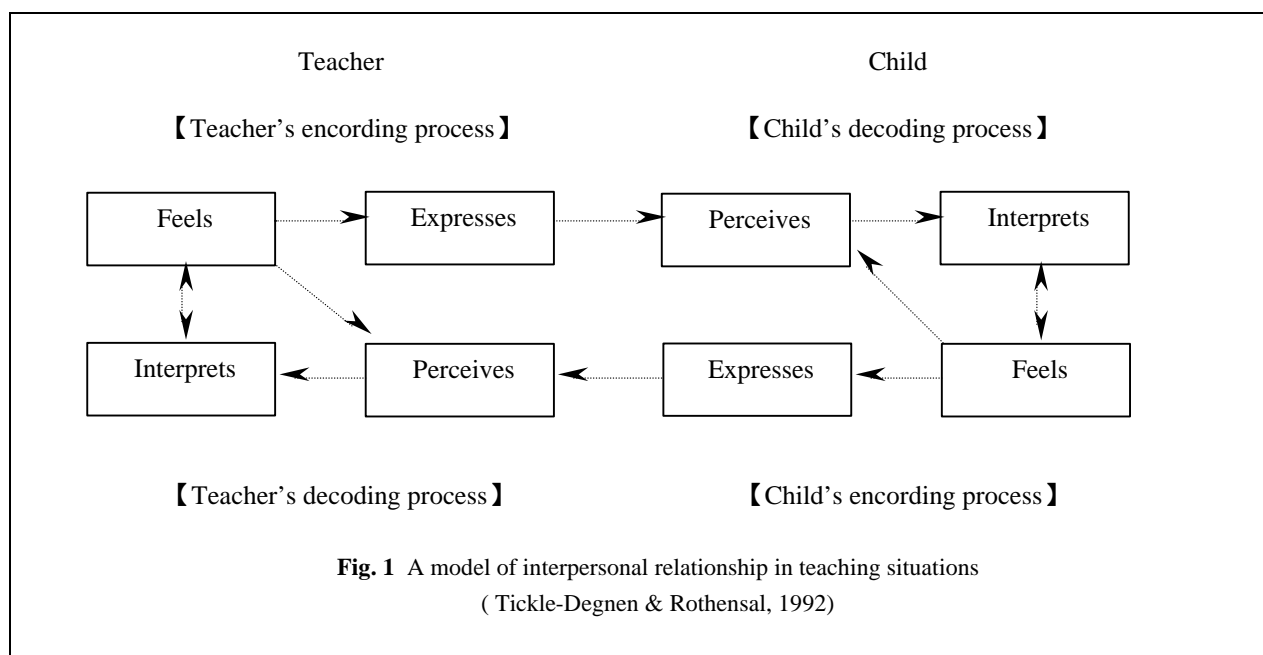 Teacher Child
【Teacher’s encording process】 【Child’s decoding process】
Feels Expresses Perceives Interprets
Interprets Perceives Expresses Feels
【Teacher’s decoding process】 【Child’s encording process】
Fig. 1 A model of interpersonal relationship in teaching situations
( Tickle-Degnen & Rothensal, 1992)